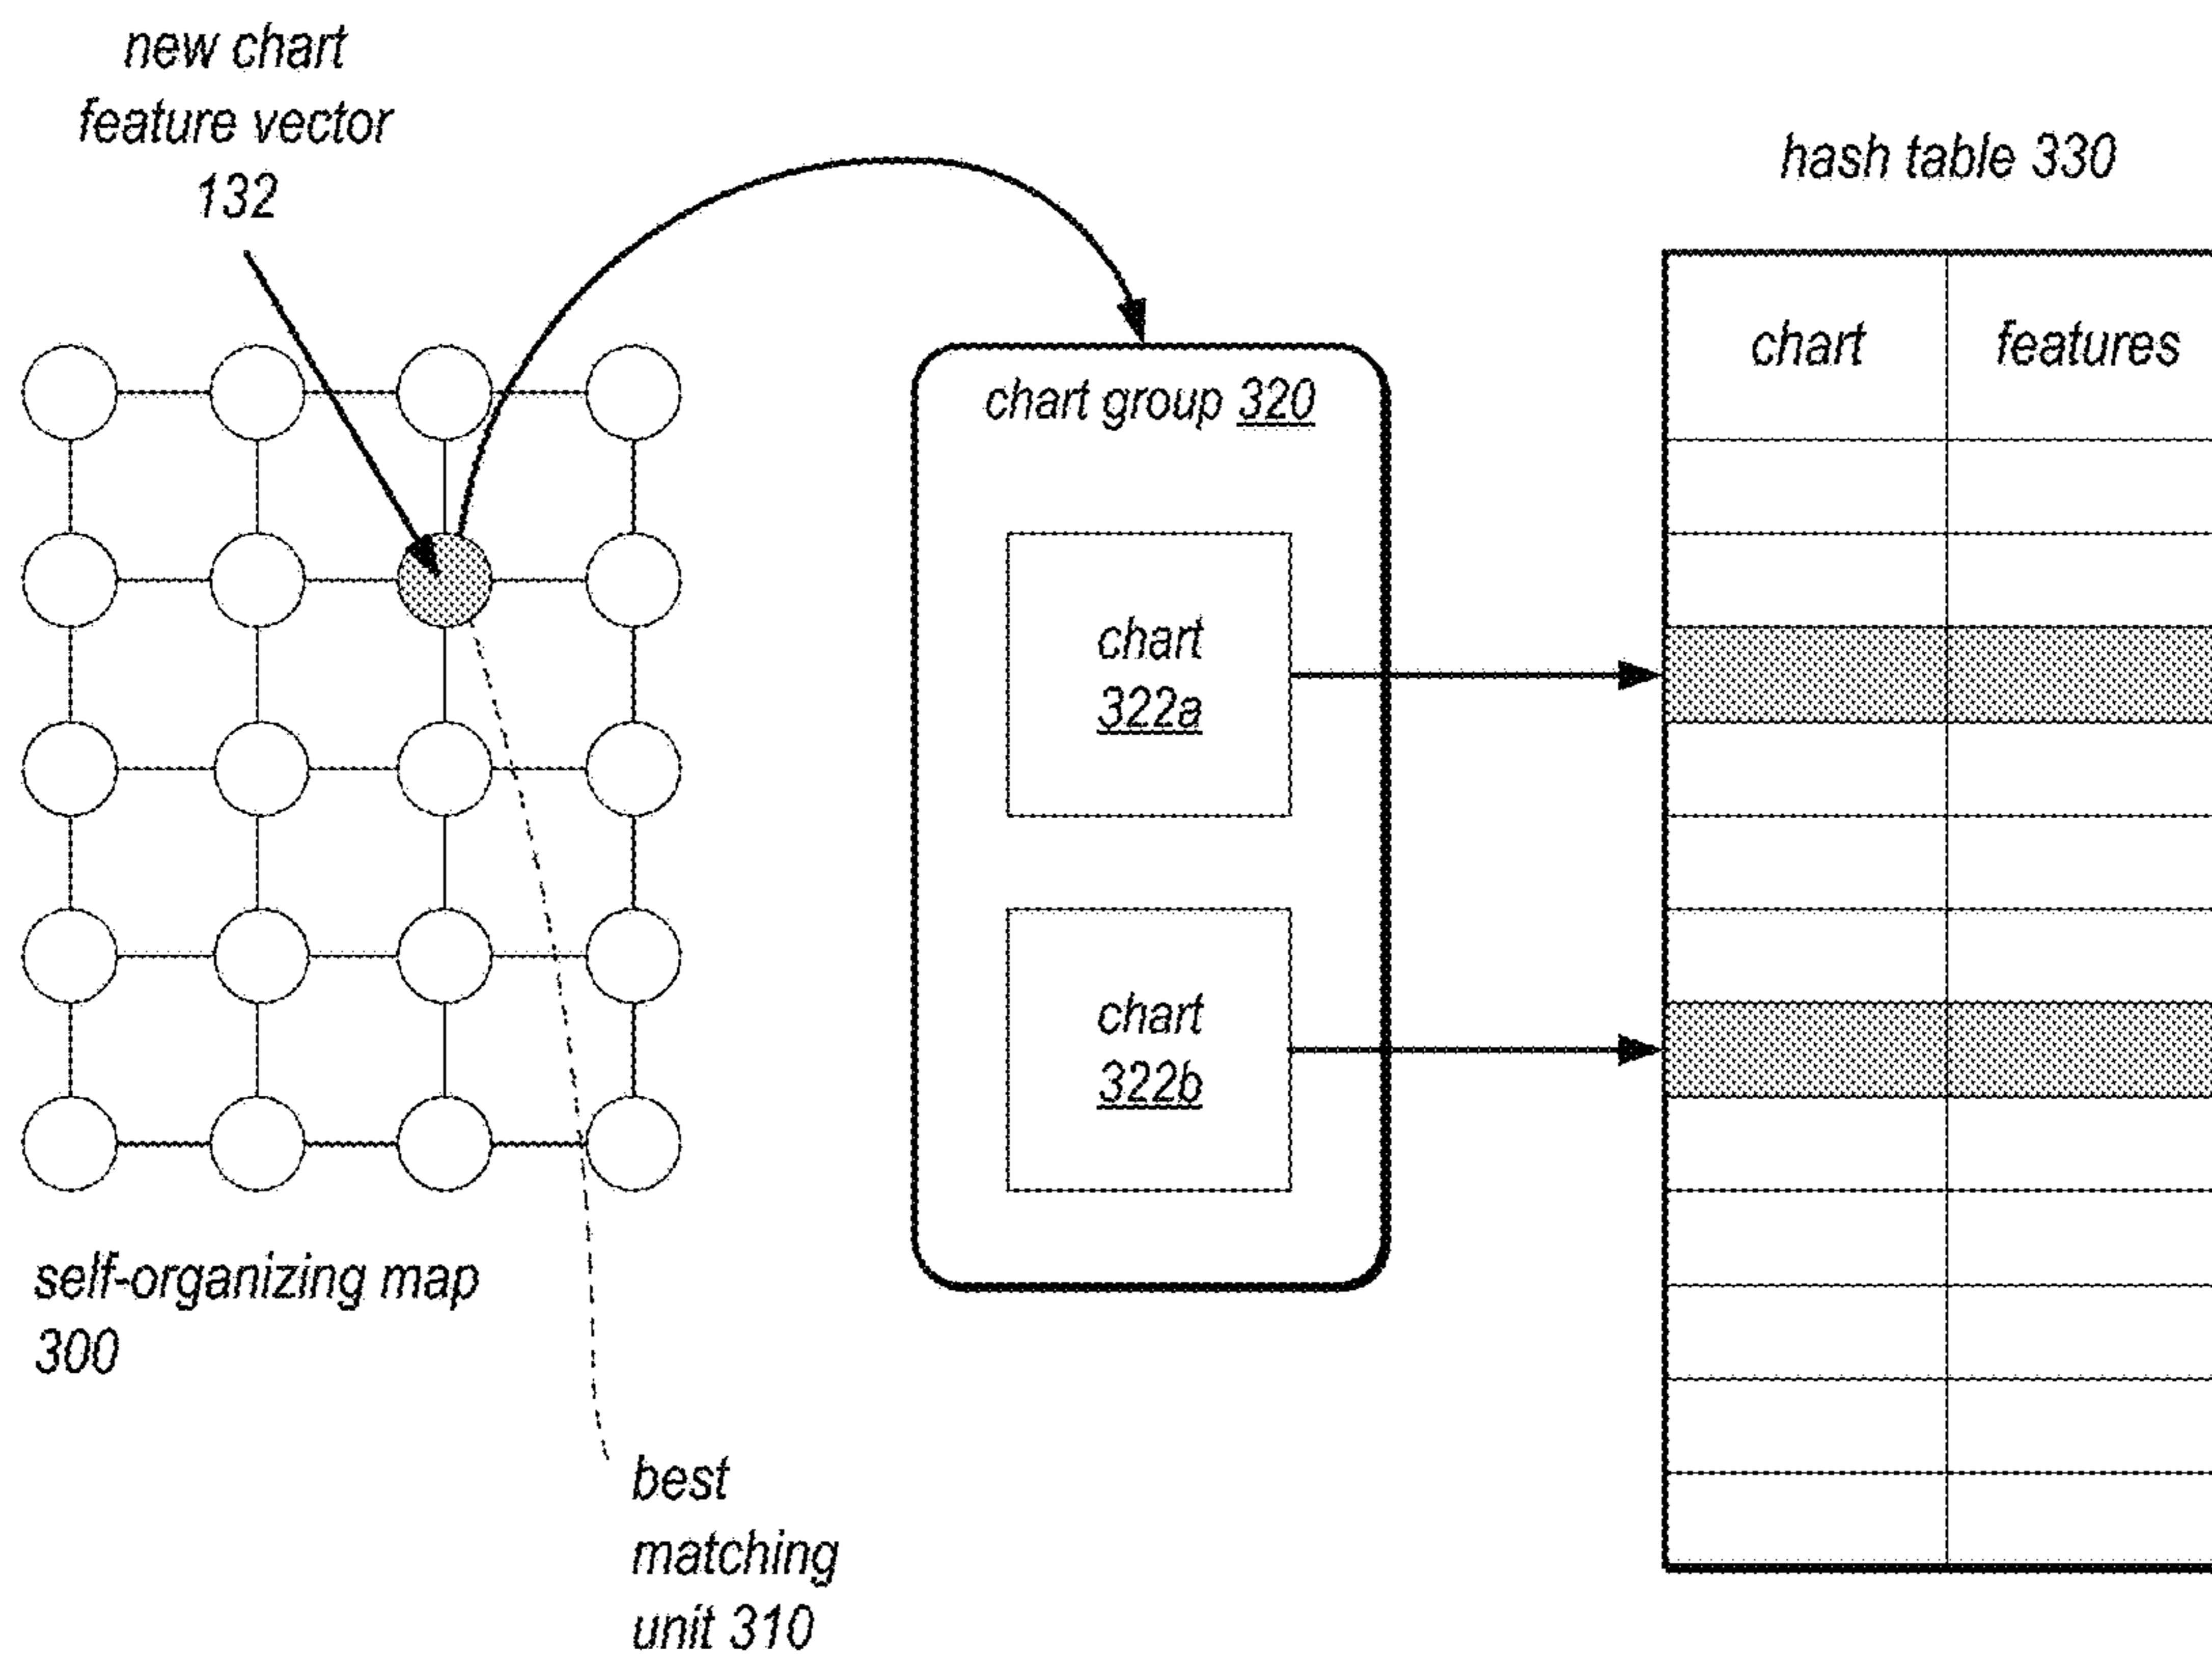 new chart
feature vector
132
hash table 330
chart features
chart group 320
chart
322a
chart
322b
self-organizing map
300
best
matching
unit 310